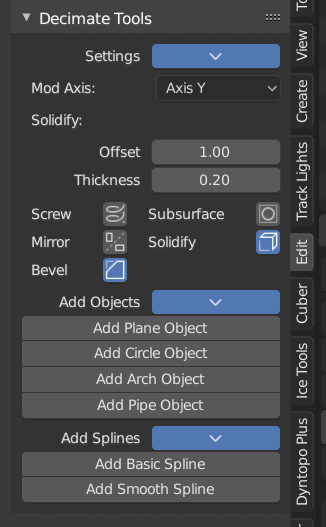 Decimate Tools
Settings
Mod Axis: Axis Y
Solidify:
Offset 1.00
Thickness 0.20
Screw Subsurface
Mirror Solidify
Bevel
Add Objects
Add Plane Object
Add Circle Object
Add Arch Object
Add Pipe Object
Add Splines
Add Basic Spline
Add Smooth Spline
View
Create
Track Lights
Edit
Cuber
Ice Tools
Dyntopo Plus